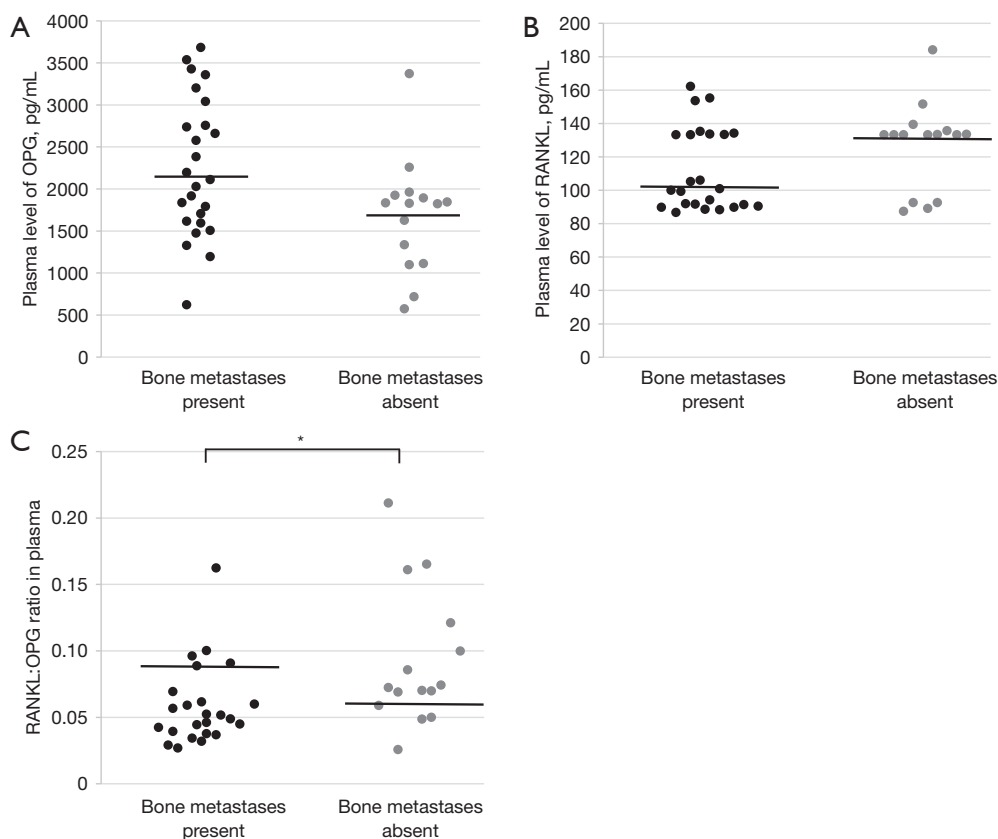 A
Plasma level of OPG, pg/mL
4000
3500
3000
2500
2000
1500
1000
500
0
Bone metastases
present
Bone metastases
absent
B
Plasma level of RANKL, pg/mL
200
180
160
140
120
100
80
60
40
20
0
Bone metastases
present
Bone metastases
absent
C
RANKL:OPG ratio in plasma
0.25
0.20
0.15
0.10
0.05
0
*
Bone metastases
present
Bone metastases
absent